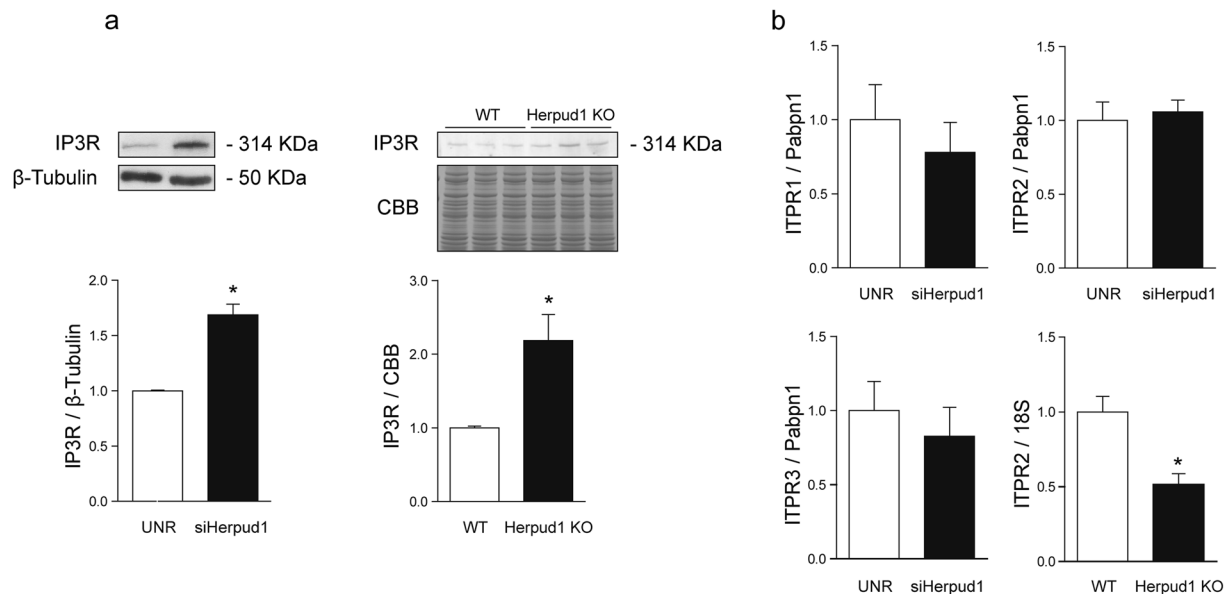 a
IP3R
- 314 KDa
β-Tubulin
- 50 KDa
WT
Herpud1 KO
IP3R
- 314 KDa
CBB
IP3R / β-Tubulin
2.0
1.5
1.0
0.5
0.0
*
UNR
siHerpud1
IP3R / CBB
3.0
2.0
1.0
0.0
*
WT
Herpud1 KO
b
ITPR1 / Pabpn1
1.5
1.0
0.5
0.0
UNR
siHerpud1
ITPR2 / Pabpn1
1.5
1.0
0.5
0.0
UNR
siHerpud1
ITPR3 / Pabpn1
1.5
1.0
0.5
0.0
UNR
siHerpud1
ITPR2 / 18S
1.5
1.0
0.5
0.0
*
WT
Herpud1 KO